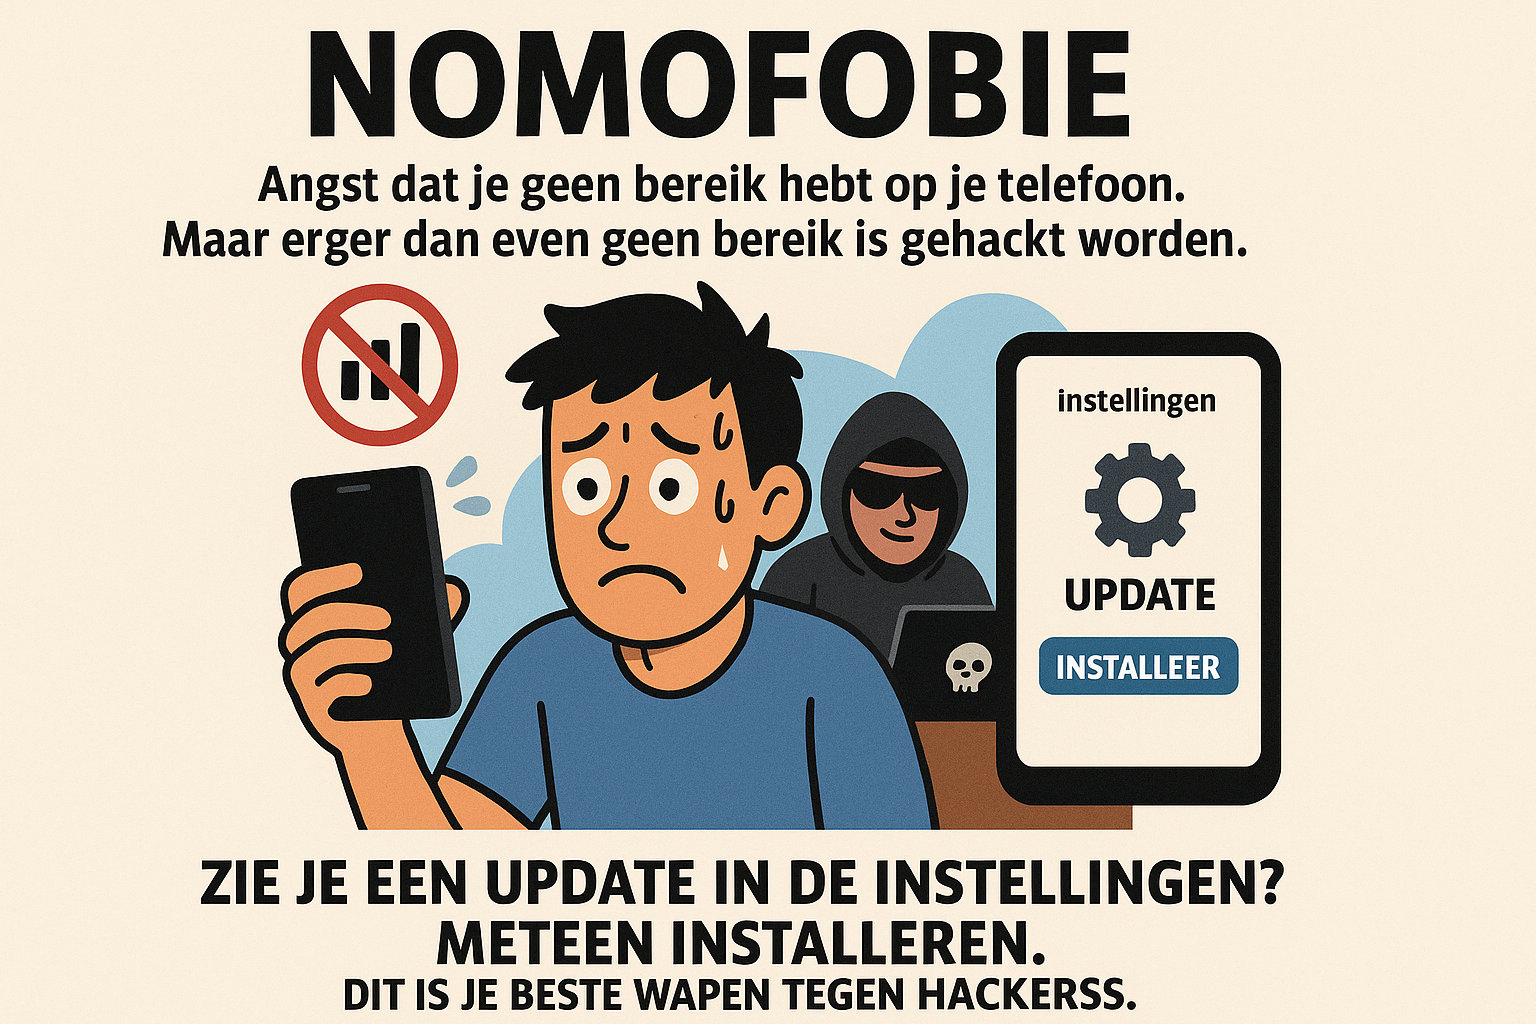 NOMOFOBIE
Angst dat je geen bereik hebt op je telefoon.
Maar erger dan even geen bereik is gehackt worden.
instellingen
UPDATE
INSTALLEER
ZIE JE EEN UPDATE IN DE INSTELLINGEN?
METEEN INSTALLEREN.
DIT IS JE BESTE WAPEN TEGEN HACKERSS.